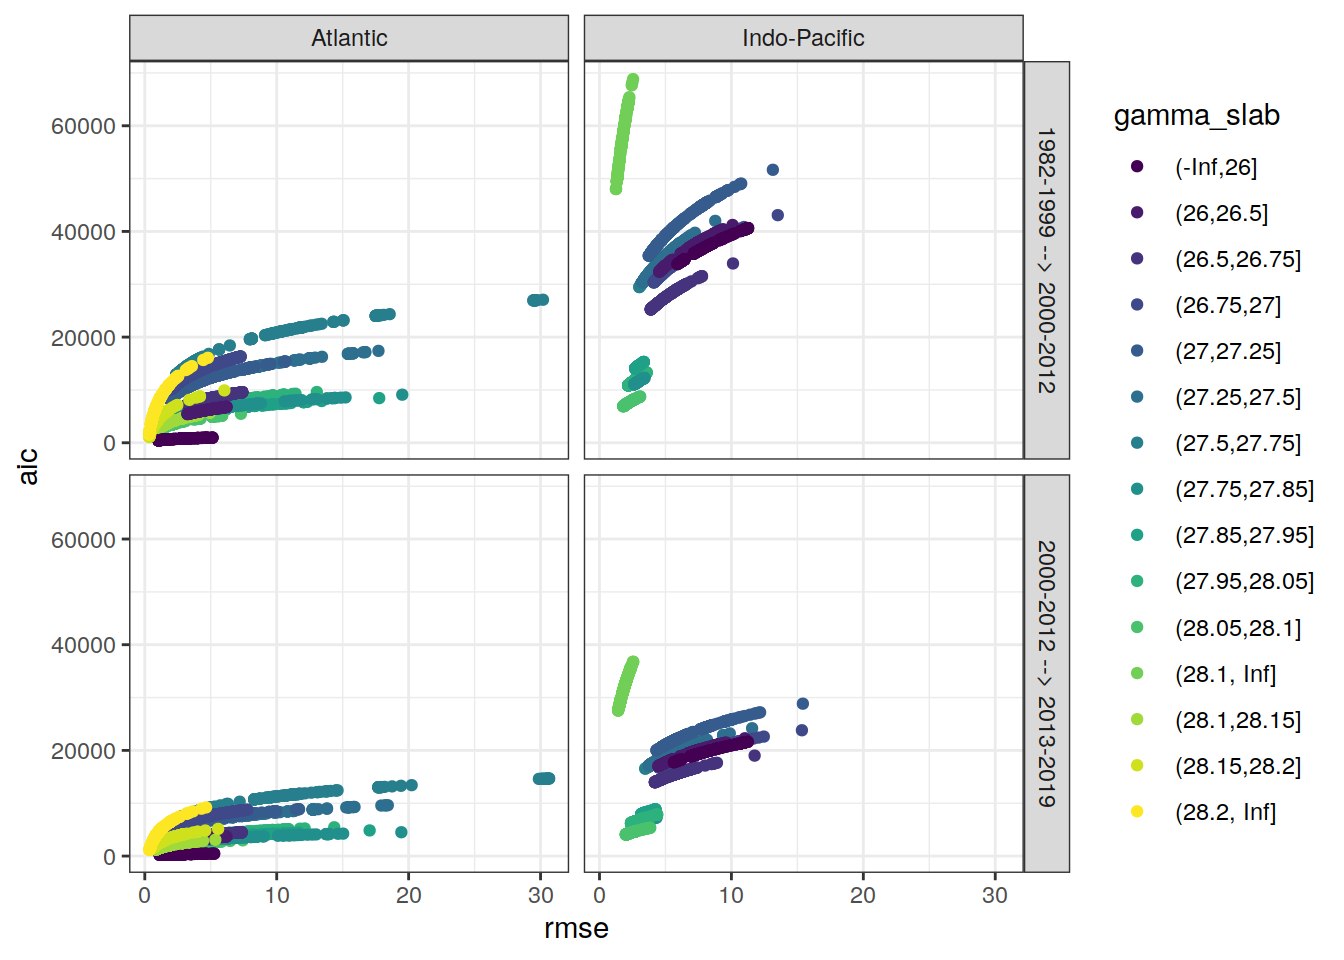 Atlantic
Indo-Pacific
60000
40000
20000
0
1982-1999 --> 2000-2012
60000
40000
20000
0
2000-2012 --> 2013-2019
0
10
20
30
0
10
20
30
rmse
aic
gamma_slab
(-Inf,26]
(26,26.5]
(26.5,26.75]
(26.75,27]
(27,27.25]
(27.25,27.5]
(27.5,27.75]
(27.75,27.85]
(27.85,27.95]
(27.95,28.05]
(28.05,28.1]
(28.1, Inf]
(28.1,28.15]
(28.15,28.2]
(28.2, Inf]